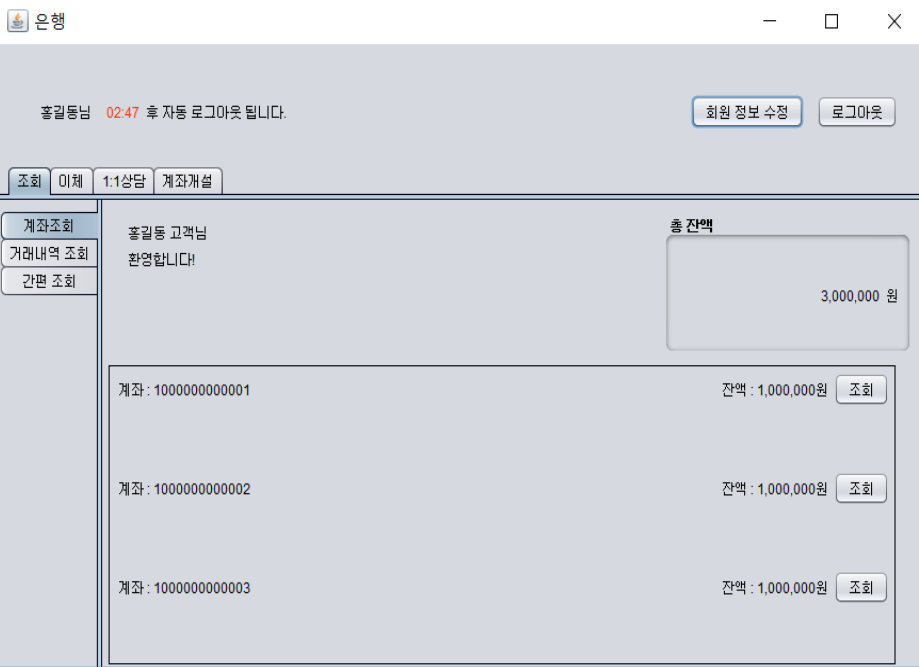 은행
홍길동님 02:47 후 자동 로그아웃 됩니다. 회원 정보 수정 로그아웃
조회 이체 1:1상담 계좌개설
계좌조회
거래내역 조회
간편 조회
홍길동 고객님
환영합니다!
총 잔액
3,000,000 원
계좌 : 1000000000001 잔액 : 1,000,000원 조회
계좌 : 1000000000002 잔액 : 1,000,000원 조회
계좌 : 1000000000003 잔액 : 1,000,000원 조회